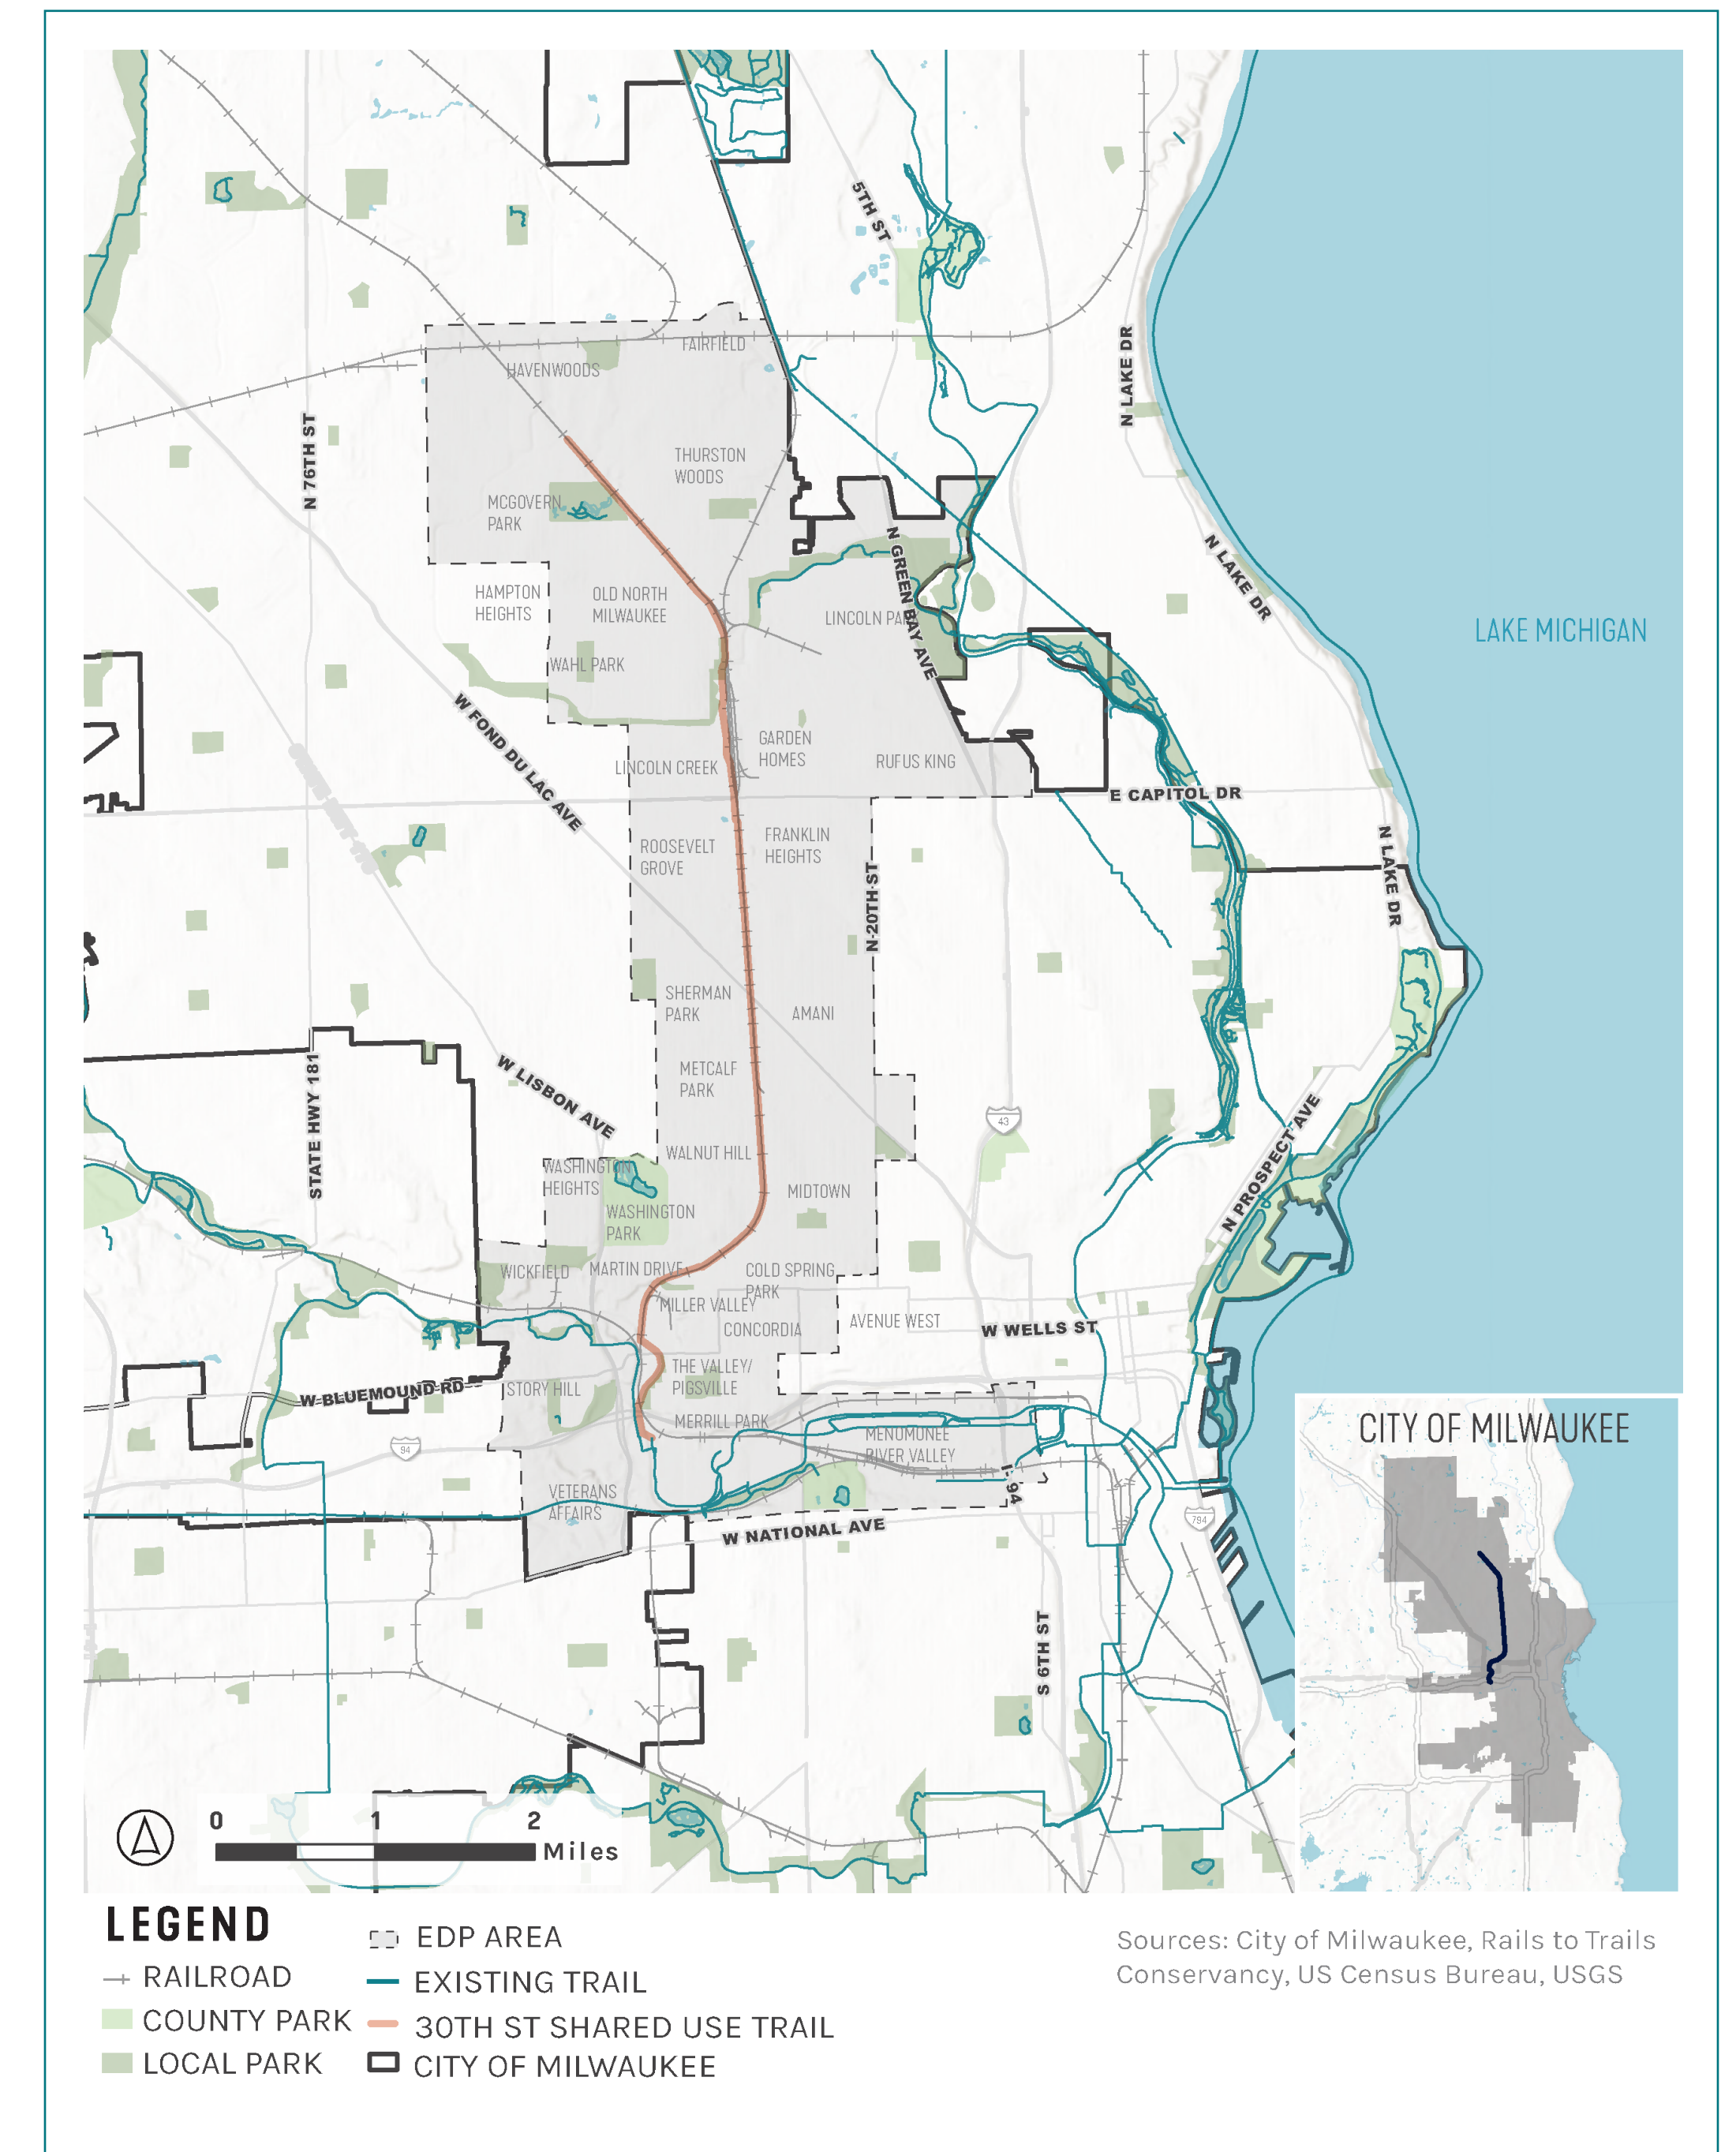 5TH ST
N LAKE DR
FAIRFIELD
HAVENWOODS
N 76TH ST
THURSTON
WOODS
MCGOVERN
PARK
N GREEN BAY AVE
N LAKE DR
HAMPTON
HEIGHTS
OLD NORTH
MILWAUKEE
LINCOLN PARK
LAKE MICHIGAN
WAHL PARK
W FOND DU LAC AVE
GARDEN
HOMES
LINCOLN CREEK
RUFUS KING
E CAPITOL DR
ROOSEVELT
GROVE
FRANKLIN
HEIGHTS
N 20TH ST
N LAKE DR
SHERMAN
PARK
AMANI
METCALF
PARK
W LISBON AVE
STATE HWY 181
43
N PROSPECT AVE
WALNUT HILL
WASHINGTON
HEIGHTS
MIDTOWN
WASHINGTON
PARK
WICKFIELD
MARTIN DRIVE
COLD SPRING
PARK
MILLER VALLEY
CONCORDIA
AVENUE WEST
W WELLS ST
THE VALLEY/
PIGSVILLE
W BLUEMOUND RD
STORY HILL
MERRILL PARK
MENUMUNEE
RIVER VALLEY
94
I-94
VETERANS
AFFAIRS
W NATIONAL AVE
794
S 6TH ST
CITY OF MILWAUKEE
0
1
2
Miles
LEGEND
RAILROAD
COUNTY PARK
LOCAL PARK
EDP AREA
EXISTING TRAIL
30TH ST SHARED USE TRAIL
CITY OF MILWAUKEE
Sources: City of Milwaukee, Rails to Trails
Conservancy, US Census Bureau, USGS